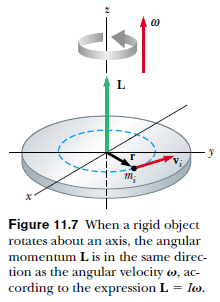 z
ω
L
r
y
v_i
m_i
x
Figure 11.7 When a rigid object
rotates about an axis, the angular
momentum L is in the same direc-
tion as the angular velocity ω, ac-
cording to the expression L = Iω.